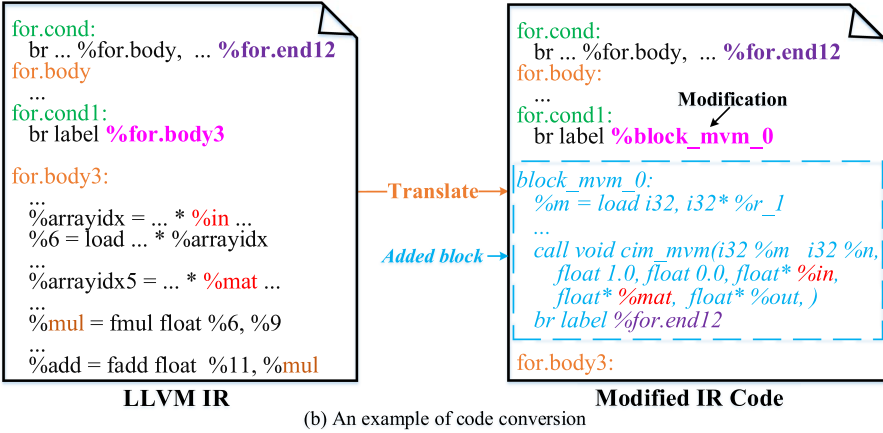 for.cond:
br ... %for.body, ... %for.end12
for.body
...
for.cond1:
br label %for.body3
for.body3:
...
%arrayidx = ... * %in ...
%6 = load ... * %arrayidx
...
%arrayidx5 = ... * %mat ...
...
%mul = fmul float %6, %9
...
%add = fadd float %11, %mul
LLVM IR
Translate
Added block
for.cond:
br ... %for.body, ... %for.end12
for.body:
...
for.cond1:
Modification
br label %block_mvm_0
block_mvm_0:
%m = load i32, i32* %r_1
...
call void cim_mvm(i32 %m i32 %n,
float 1.0, float 0.0, float* %in,
float* %mat, float* %out, )
br label %for.end12
for.body3:
Modified IR Code
(b) An example of code conversion